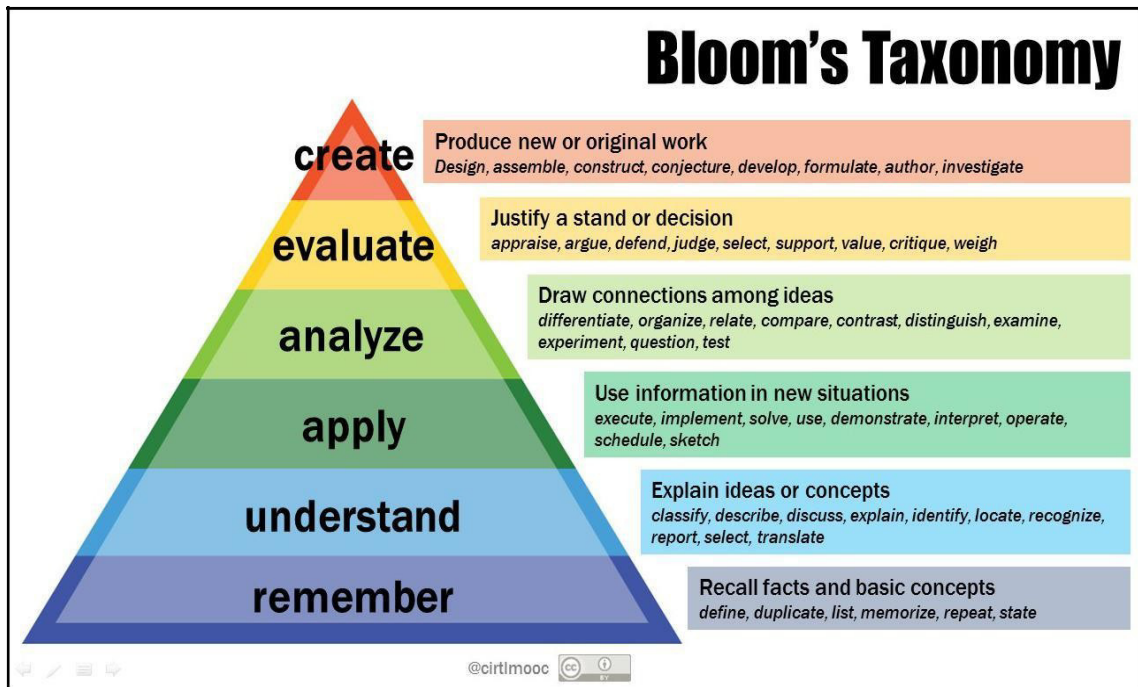 Bloom's Taxonomy
create
Produce new or original work
Design, assemble, construct, conjecture, develop, formulate, author, investigate
evaluate
Justify a stand or decision
appraise, argue, defend, judge, select, support, value, critique, weigh
analyze
Draw connections among ideas
differentiate, organize, relate, compare, contrast, distinguish, examine,
experiment, question, test
apply
Use information in new situations
execute, implement, solve, use, demonstrate, interpret, operate,
schedule, sketch
understand
Explain ideas or concepts
classify, describe, discuss, explain, identify, locate, recognize,
report, select, translate
remember
Recall facts and basic concepts
define, duplicate, list, memorize, repeat, state
@cirtlmooc
cc
BY